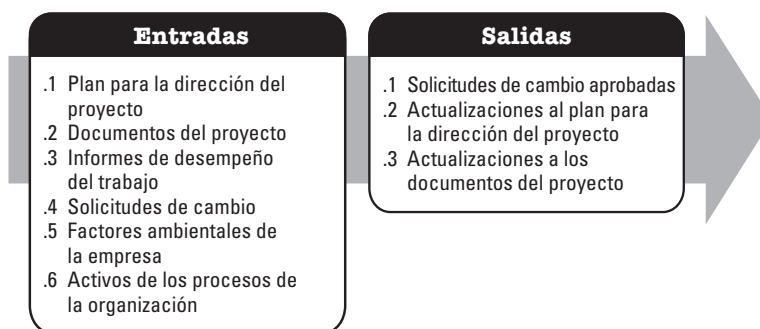 Entradas
.1 Plan para la dirección del
proyecto
.2 Documentos del proyecto
.3 Informes de desempeño
del trabajo
.4 Solicitudes de cambio
.5 Factores ambientales de
la empresa
.6 Activos de los procesos de
la organización
Salidas
.1 Solicitudes de cambio aprobadas
.2 Actualizaciones al plan para
la dirección del proyecto
.3 Actualizaciones a los
documentos del proyecto